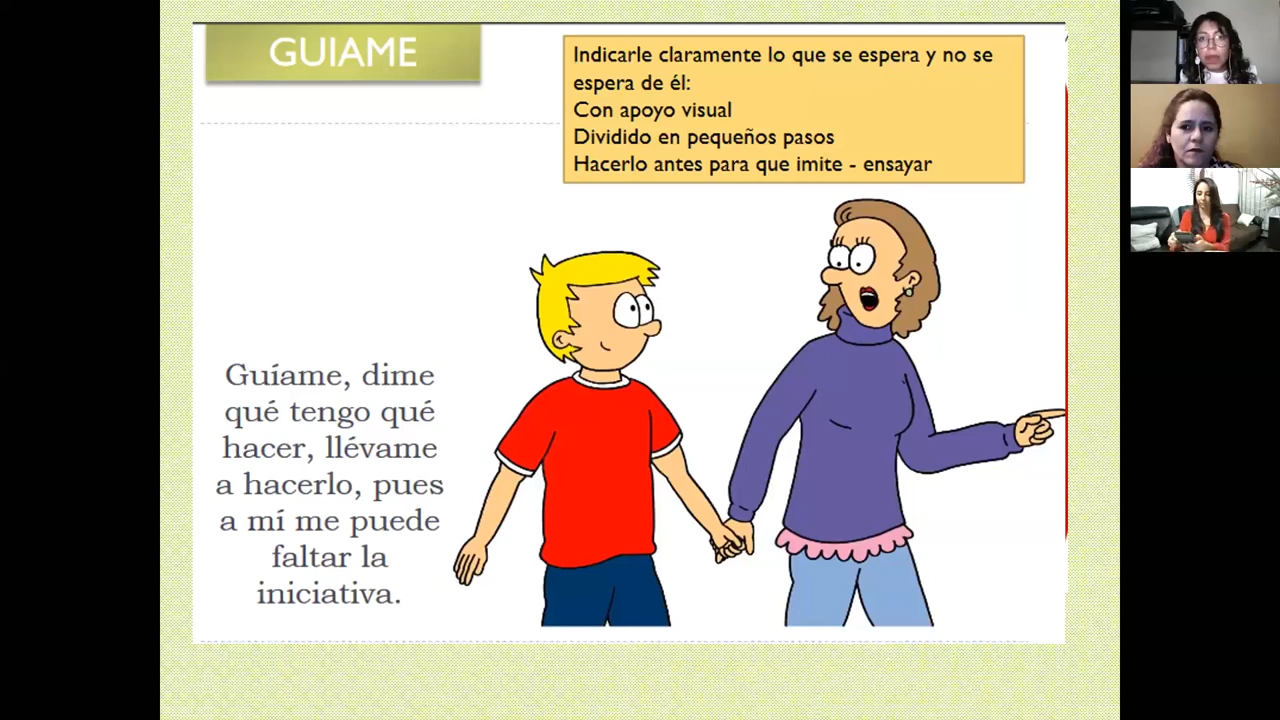 GUIAME
Indicarle claramente lo que se espera y no se
espera de él:
Con apoyo visual
Dividido en pequeños pasos
Hacerlo antes para que imite - ensayar
Guíame, dime
qué tengo qué
hacer, llévame
a hacerlo, pues
a mí me puede
faltar la
iniciativa.